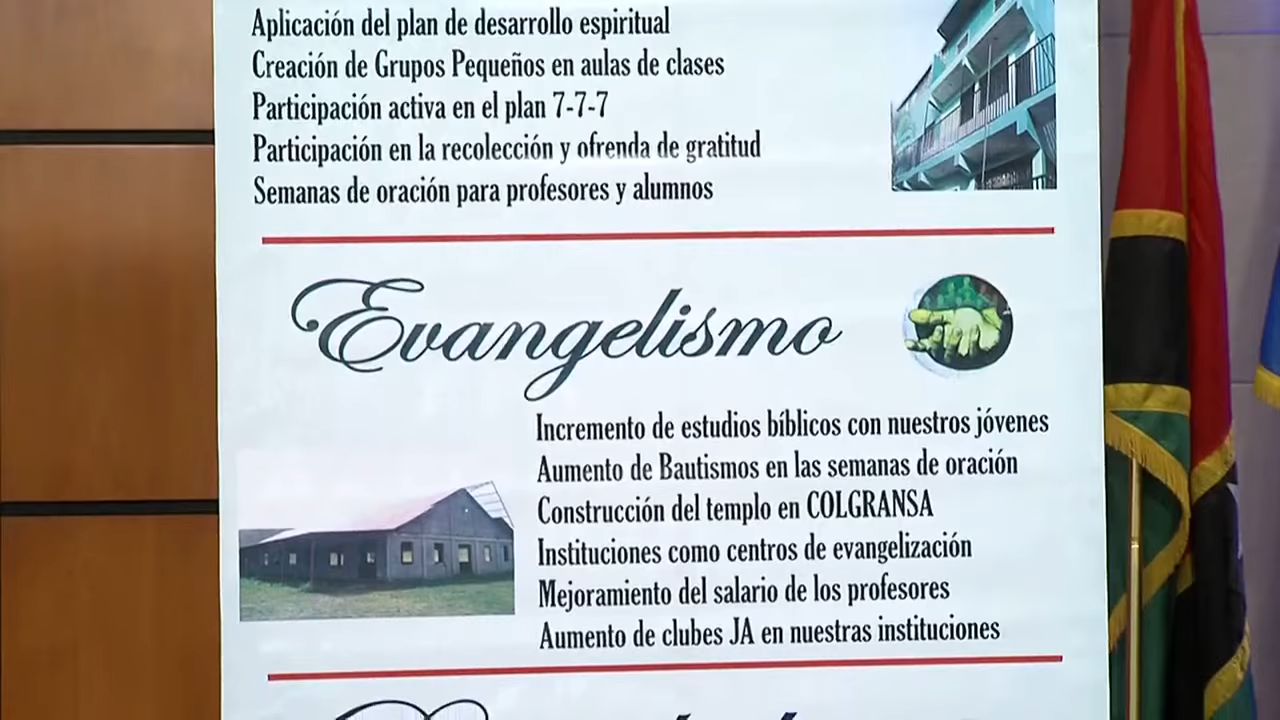 Aplicación del plan de desarrollo espiritual
Creación de Grupos Pequeños en aulas de clases
Participación activa en el plan 7-7-7
Participación en la recolección y ofrenda de gratitud
Semanas de oración para profesores y alumnos
Evangelismo
Incremento de estudios bíblicos con nuestros jóvenes
Aumento de Bautismos en las semanas de oración
Construcción del templo en COLGRANSA
Instituciones como centros de evangelización
Mejoramiento del salario de los profesores
Aumento de clubes JA en nuestras instituciones